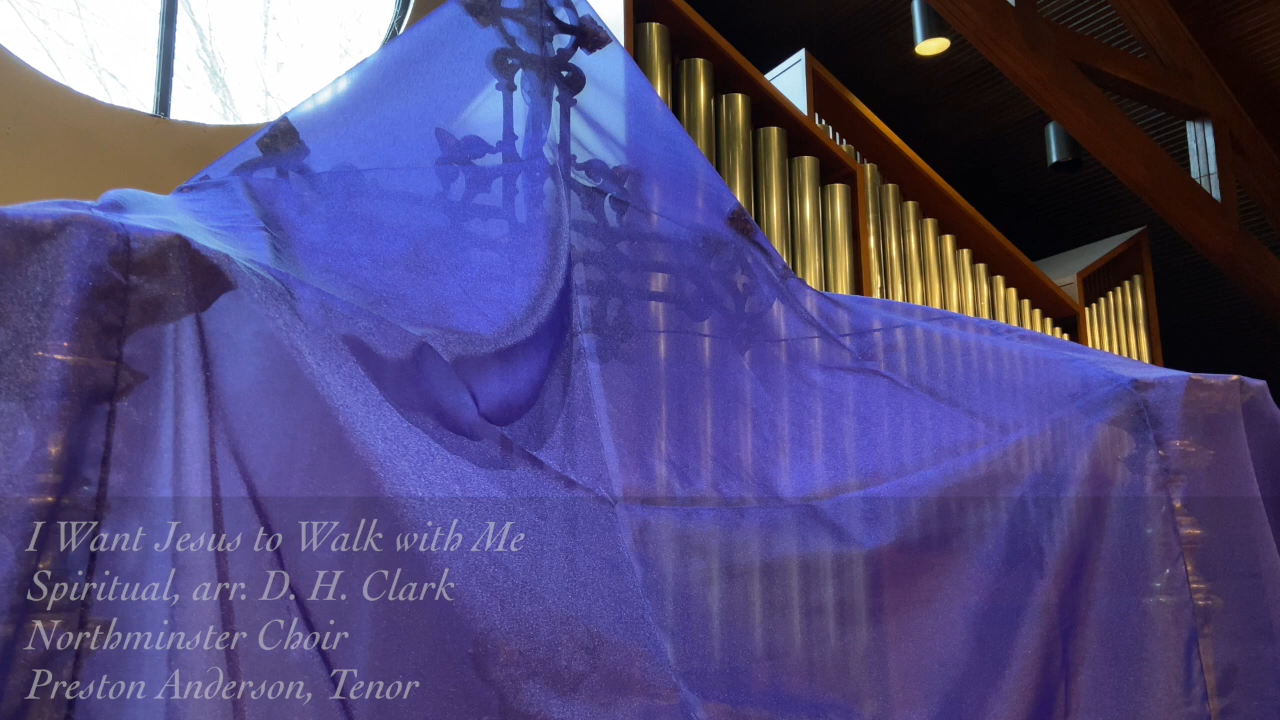 I Want Jesus to Walk with Me
Spiritual, arr. D. H. Clark
Northminster Choir
Preston Anderson, Tenor